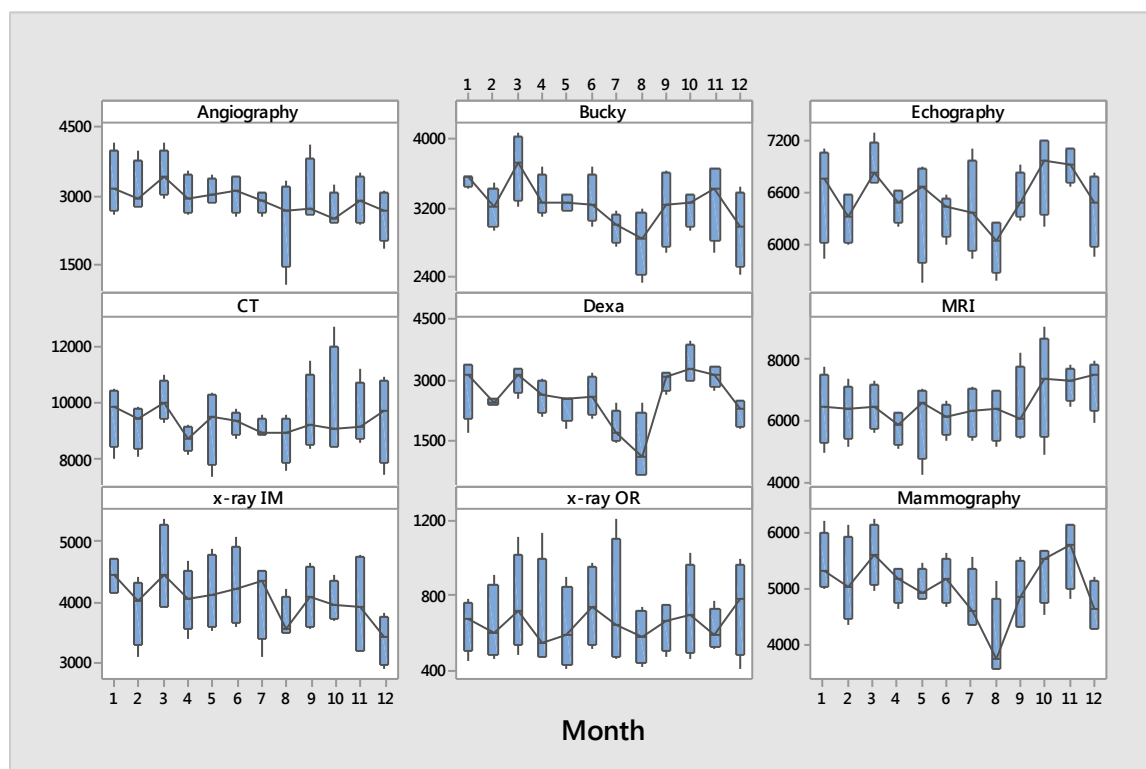 1 2 3 4 5 6 7 8 9 10 11 12
Angiography Bucky Echography
4500 3000 1500
4000 3200 2400
7200 6600 6000
CT Dexa MRI
12000 10000 8000
4500 3000 1500
8000 6000 4000
x-ray IM x-ray OR Mammography
5000 4000 3000
1200 800 400
6000 5000 4000
1 2 3 4 5 6 7 8 9 10 11 12
1 2 3 4 5 6 7 8 9 10 11 12
Month